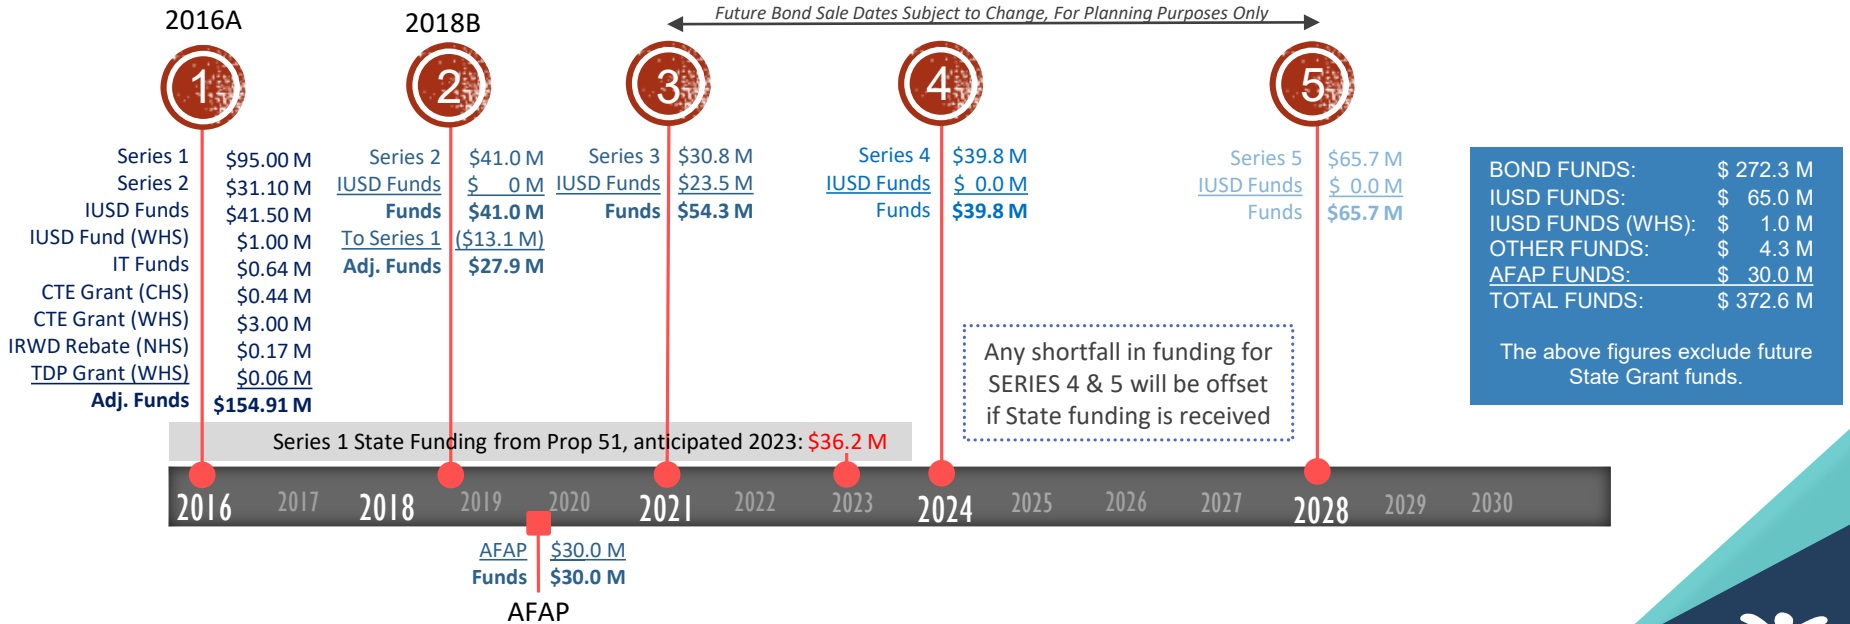 2016A
2018B
Future Bond Sale Dates Subject to Change, For Planning Purposes Only
1
2
3
4
5
Series 1 $95.00 M
Series 2 $31.10 M
IUSD Funds $41.50 M
IUSD Fund (WHS) $1.00 M
IT Funds $0.64 M
CTE Grant (CHS) $0.44 M
CTE Grant (WHS) $3.00 M
IRWD Rebate (NHS) $0.17 M
TDP Grant (WHS) $0.06 M
Adj. Funds $154.91 M
Series 2 $41.0 M
IUSD Funds $ 0 M
Funds $41.0 M
To Series 1 ($13.1 M)
Adj. Funds $27.9 M
Series 3 $30.8 M
IUSD Funds $23.5 M
Funds $54.3 M
Series 4 $39.8 M
IUSD Funds $ 0.0 M
Funds $39.8 M
Series 5 $65.7 M
IUSD Funds $ 0.0 M
Funds $65.7 M
BOND FUNDS: $ 272.3 M
IUSD FUNDS: $ 65.0 M
IUSD FUNDS (WHS): $ 1.0 M
OTHER FUNDS: $ 4.3 M
AFAP FUNDS: $ 30.0 M
TOTAL FUNDS: $ 372.6 M
The above figures exclude future
State Grant funds.
Any shortfall in funding for
SERIES 4 & 5 will be offset
if State funding is received
Series 1 State Funding from Prop 51, anticipated 2023: $36.2 M
2016 2017 2018 2019 2020 2021 2022 2023 2024 2025 2026 2027 2028 2029 2030
AFAP $30.0 M
Funds $30.0 M
AFAP